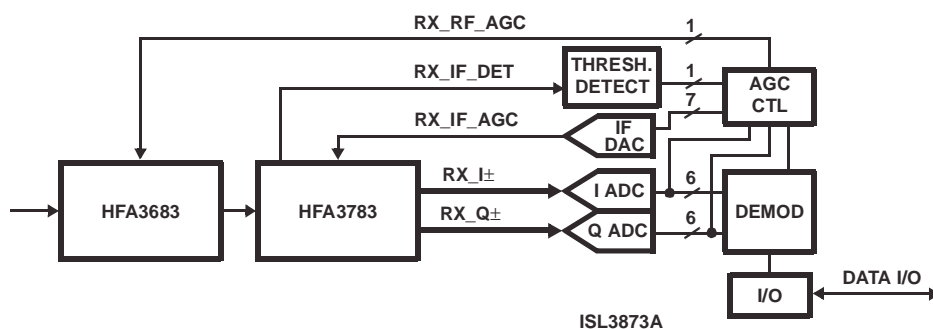 RX_RF_AGC
1
RX_IF_DET
THRESH.
DETECT
1
AGC
CTL
RX_IF_AGC
IF
DAC
7
HFA3683
HFA3783
RX_I±
I ADC
6
DEMOD
RX_Q±
Q ADC
6
I/O
DATA I/O
ISL3873A